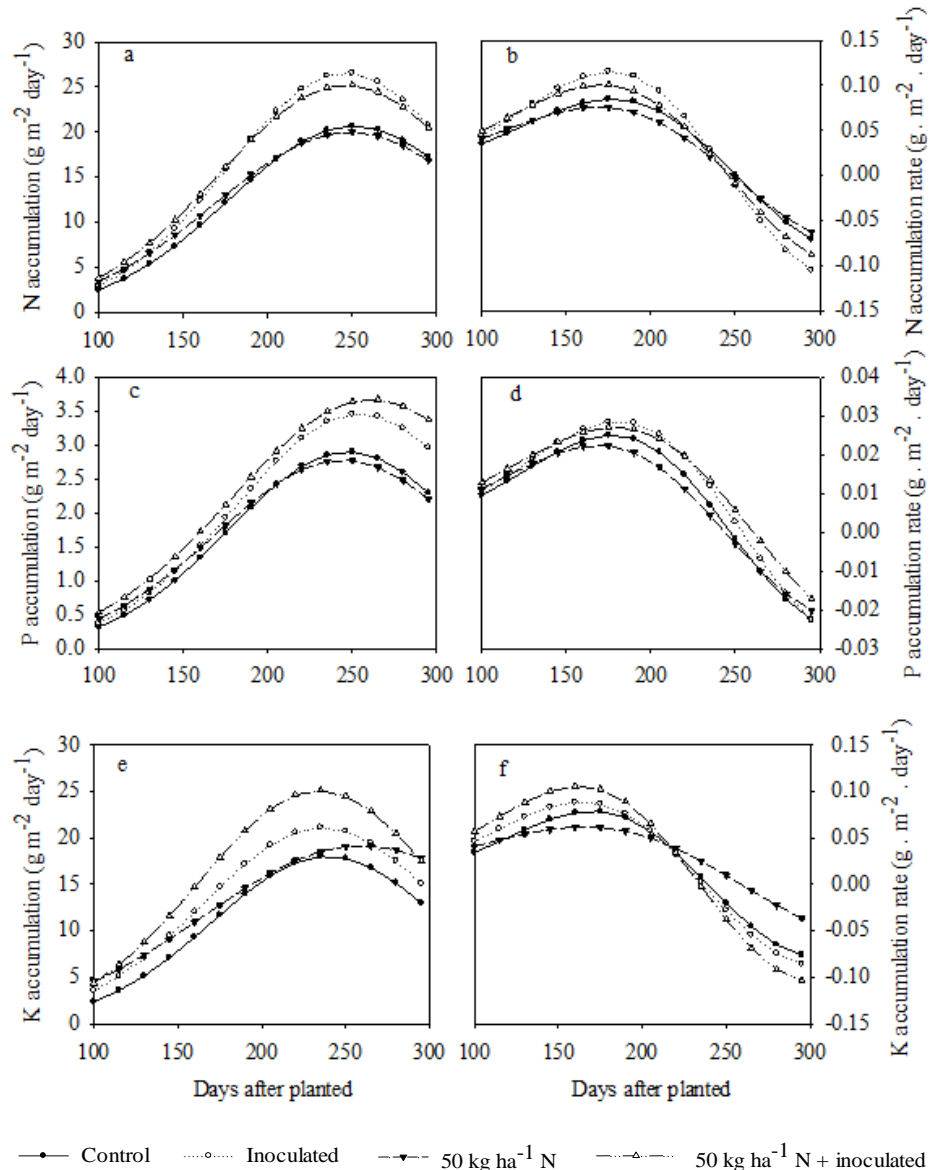 a
N accumulation (g m⁻² day⁻¹)
30
25
20
15
10
5
0
100 150 200 250 300
b
N accumulation rate (g. m⁻² . day⁻¹)
0.15
0.10
0.05
0.00
-0.05
-0.10
-0.15
100 150 200 250 300
c
P accumulation (g m⁻² day⁻¹)
4.0
3.5
3.0
2.5
2.0
1.5
1.0
0.5
0.0
100 150 200 250 300
d
P accumulation rate (g. m⁻² . day⁻¹)
0.04
0.03
0.02
0.01
0.00
-0.01
-0.02
-0.03
100 150 200 250 300
e
K accumulation (g m⁻² day⁻¹)
30
25
20
15
10
5
0
100 150 200 250 300
Days after planted
f
K accumulation rate (g . m⁻² . day⁻¹)
0.15
0.10
0.05
0.00
-0.05
-0.10
-0.15
100 150 200 250 300
Days after planted
Control Inoculated 50 kg ha⁻¹ N 50 kg ha⁻¹ N + inoculated